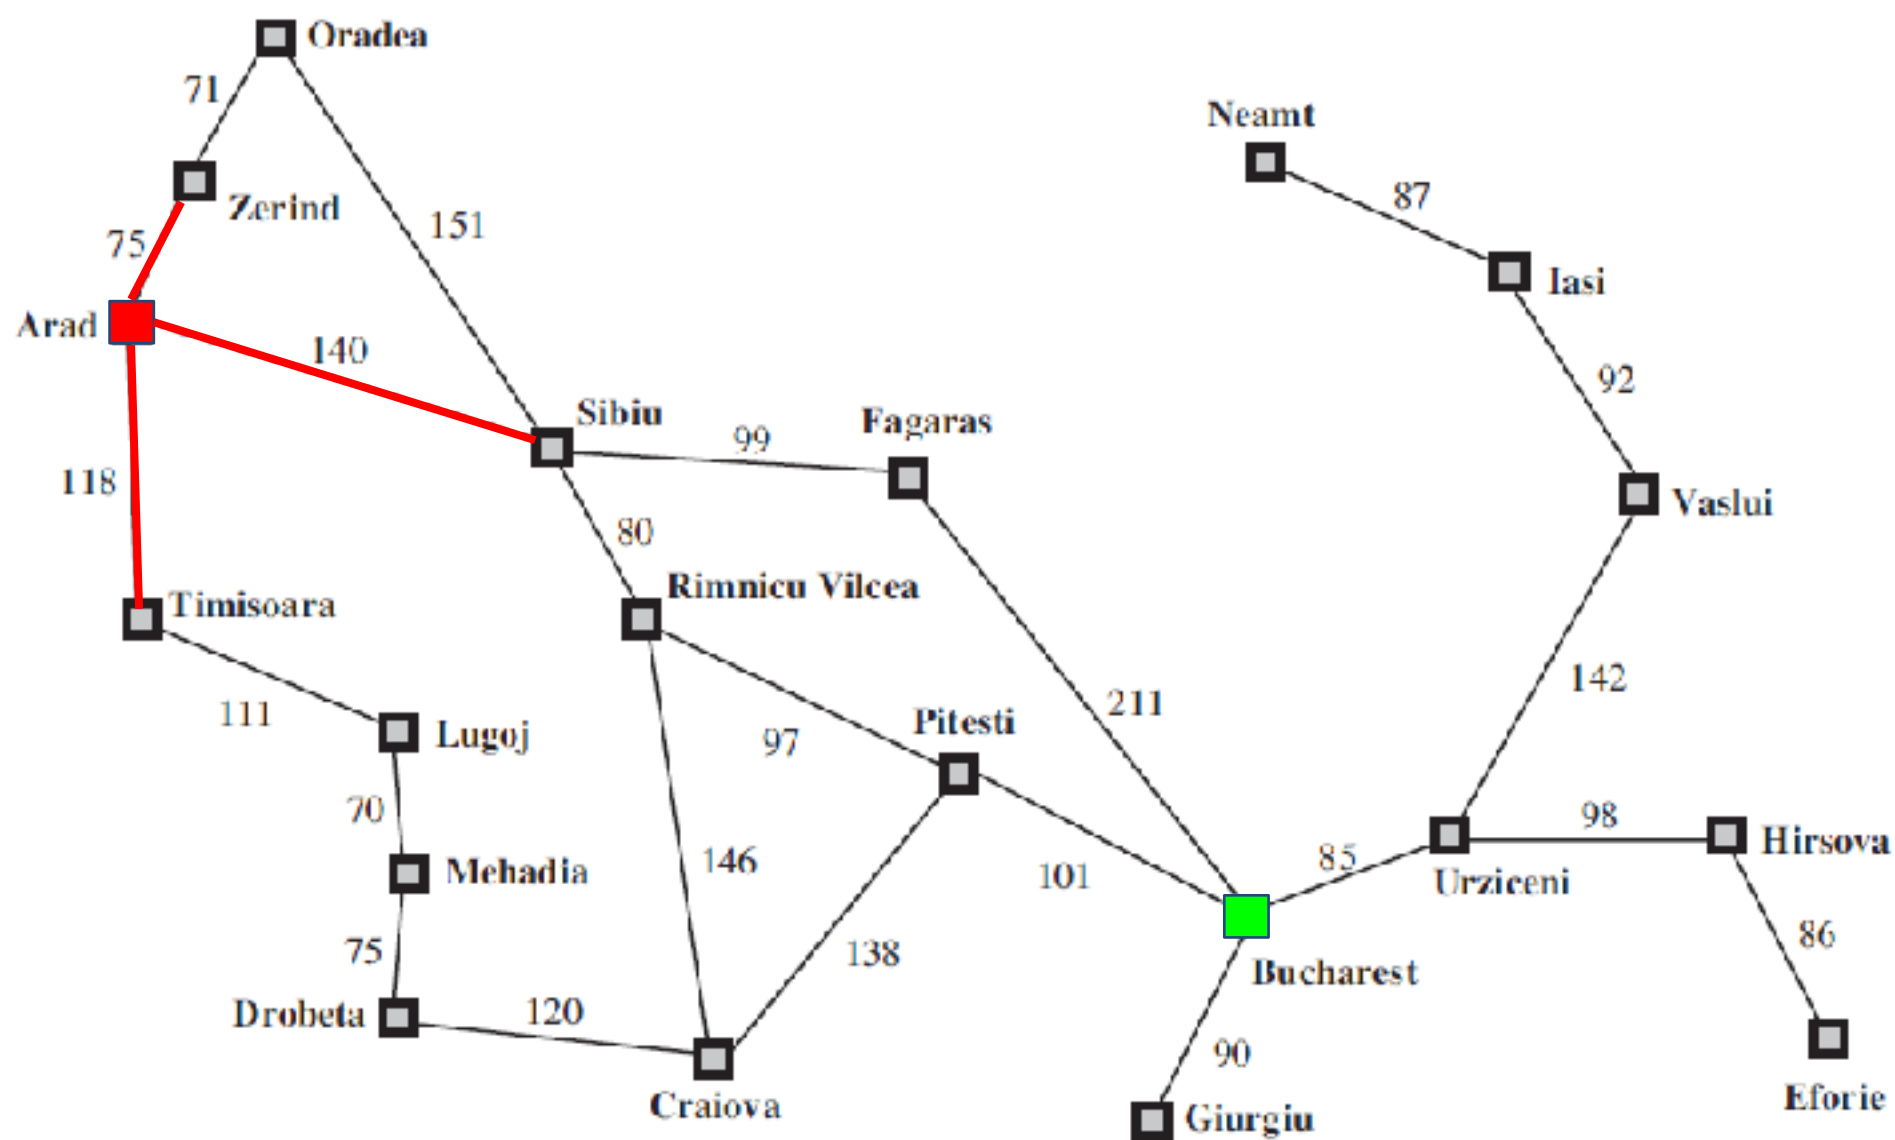 Oradea
71
Neamt
Zerind
87
151
75
Iasi
Arad
140
92
Sibiu
Fagaras
99
118
Vaslui
80
Rimnicu Vilcea
Timisoara
142
211
111
Pitesti
Lugoj
97
70
98
Hirsova
146
85
Mehadia
101
Urziceni
86
75
138
Bucharest
Drobeta
120
90
Eforie
Craiova
Giurgiu